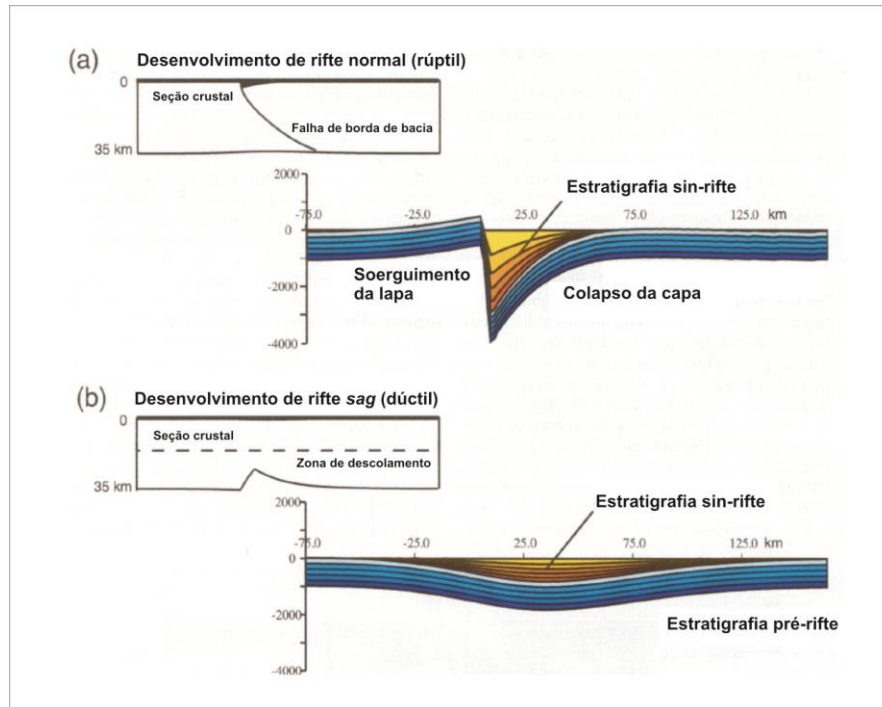 (a)
Desenvolvimento de rifte normal (rúptil)
0
Seção crustal
Falha de borda de bacia
35 km
2000
Estratigrafia sin-rifte
-75.0
-25.0
25.0
75.0
125.0 km
0
Soerguimento
da lapa
Colapso da capa
-2000
-4000
(b)
Desenvolvimento de rifte sag (dúctil)
0
Seção crustal
Zona de descolamento
35 km
2000
Estratigrafia sin-rifte
-75.0
-25.0
25.0
75.0
125.0
km
0
-2000
Estratigrafia pré-rifte
-4000